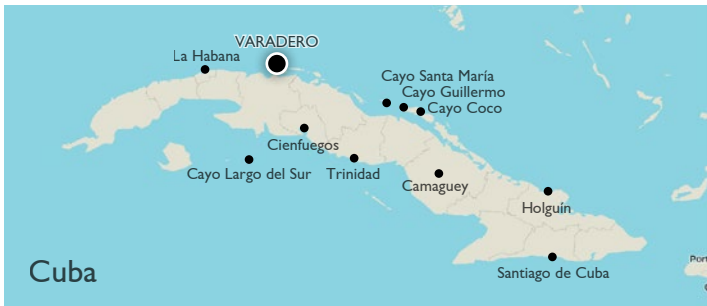 VARADERO
La Habana
Cayo Santa María
Cayo Guillermo
Cayo Coco
Cienfuegos
Cayo Largo del Sur
Trinidad
Camaguey
Holguín
Cuba
Santiago de Cuba
Port